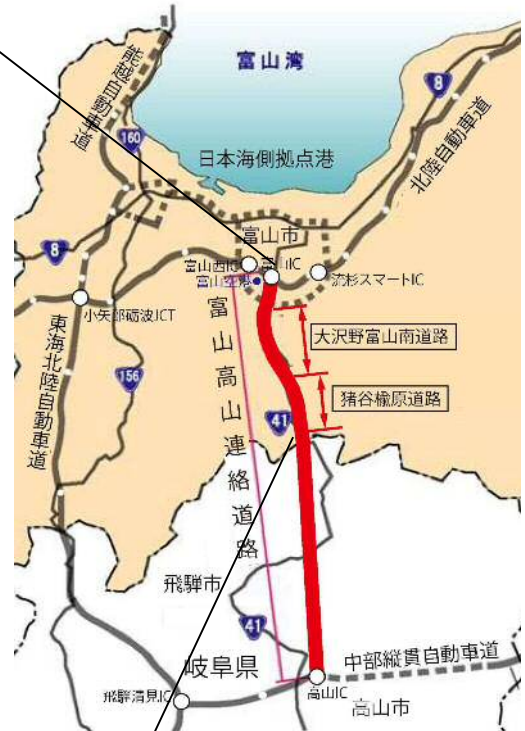 富山湾
能越自動車道
8
160
北陸自動車道
日本海側拠点港
富山市
8
富山西IC
富山IC
富山空港
流杉スマートIC
小矢部砺波JCT
大沢野富山南道路
東海北陸自動車道
156
富山高山連絡道路
猪谷楡原道路
41
飛騨市
41
岐阜県
中部縦貫自動車道
飛騨清見IC
高山IC
高山市